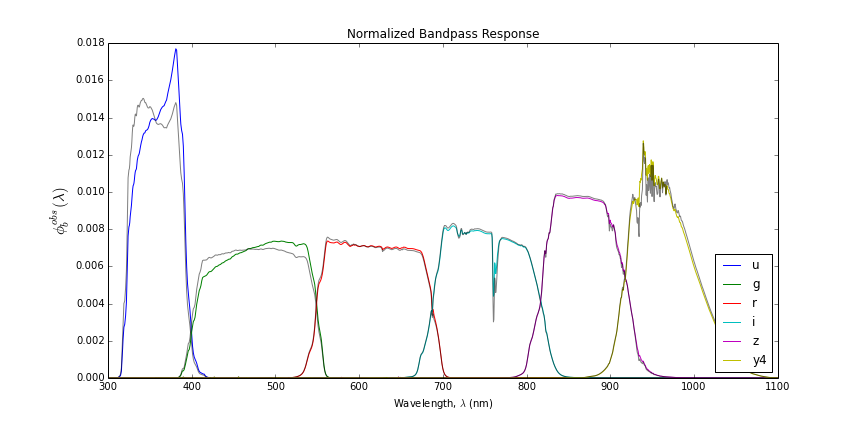 Normalized Bandpass Response
0.018
0.016
0.014
0.012
0.010
0.008
0.006
0.004
0.002
0.000
ϕ_b^obs (λ)
300 400 500 600 700 800 900 1000 1100
Wavelength, λ (nm)
u
g
r
i
z
y4